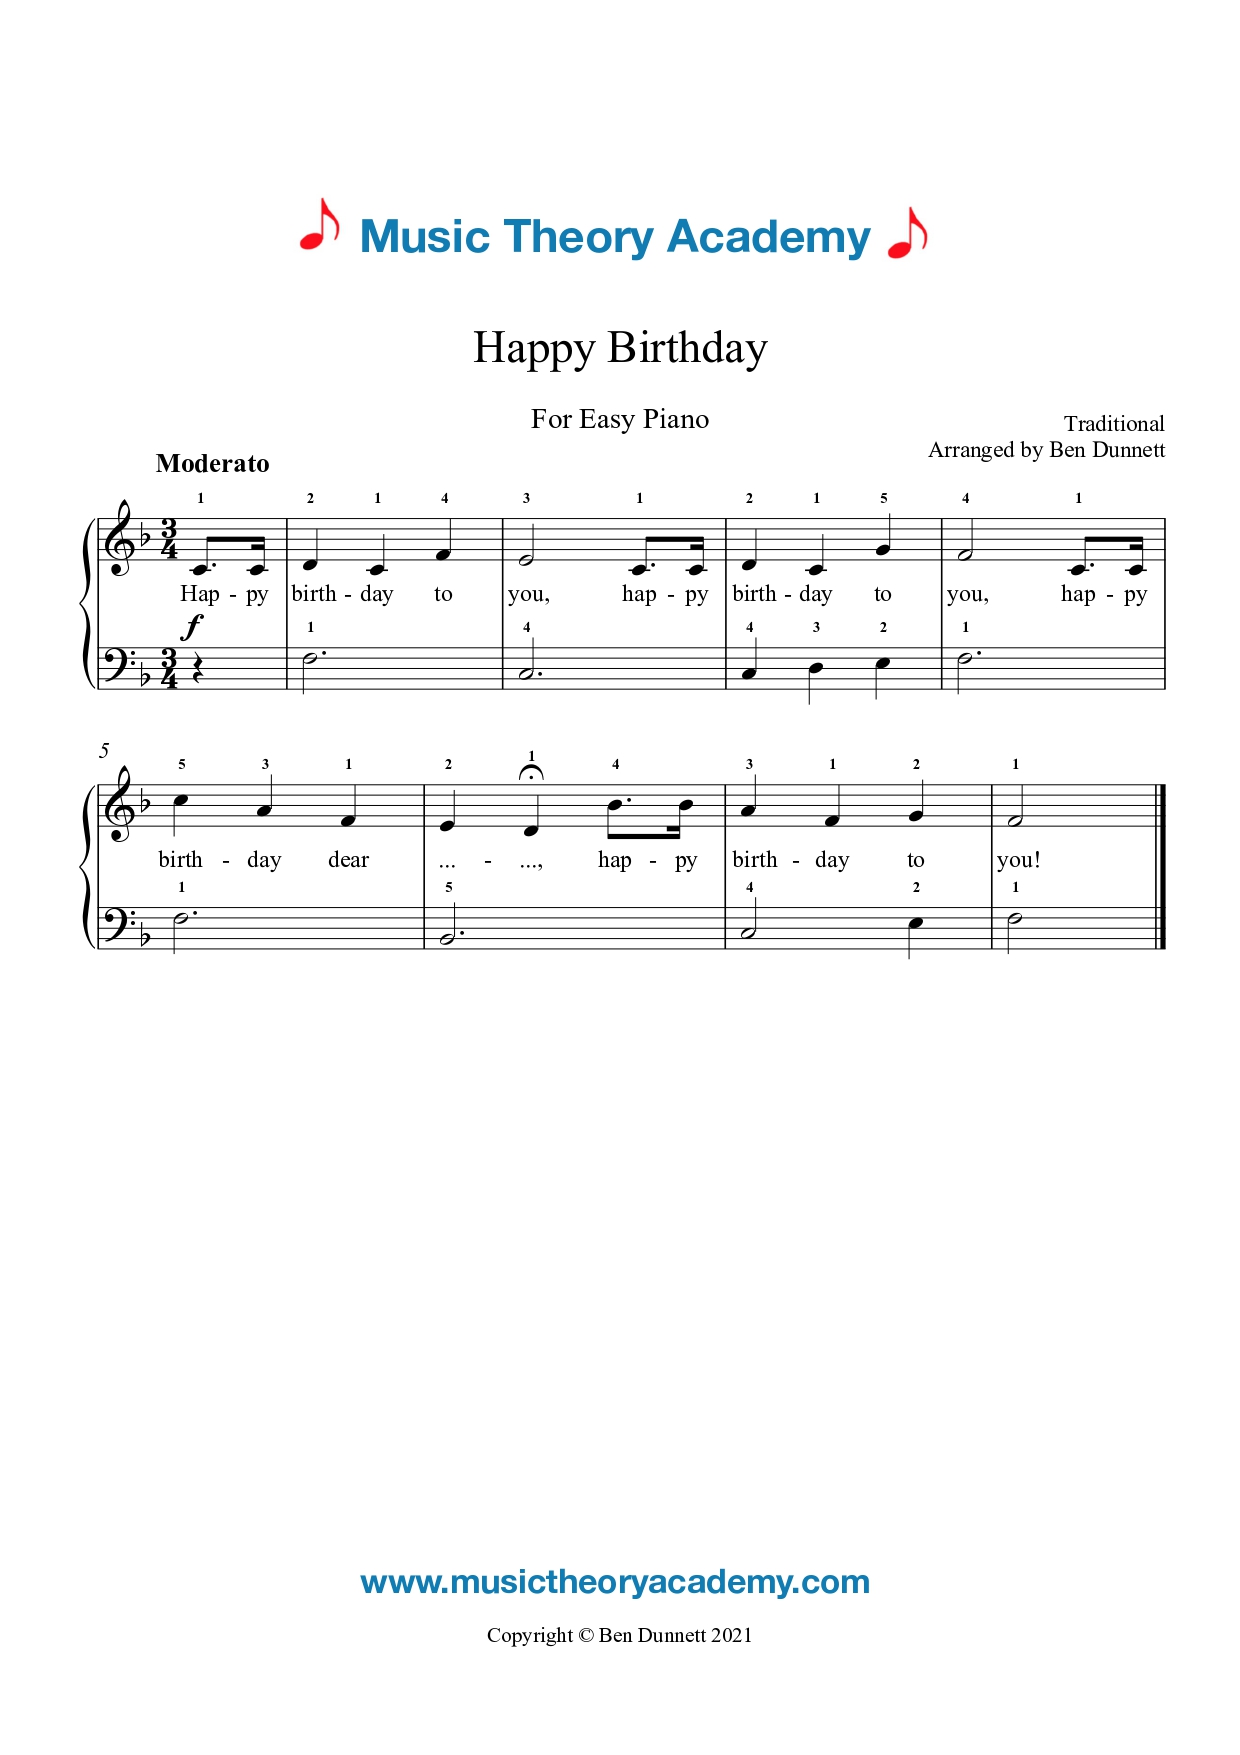 Music Theory Academy
Happy Birthday
For Easy Piano
Traditional
Arranged by Ben Dunnett
Moderato
1 2 1 4 3 1 2 1 5 4 1
3 4
Hap - py birth - day to you, hap - py birth - day to you, hap - py
f
1 4 4 3 2 1
3 4
5
5 3 1 2 1 4 3 1 2 1
birth - day dear ... - ..., hap - py birth - day to you!
1 5 4 2 1
www.musictheoryacademy.com
Copyright © Ben Dunnett 2021